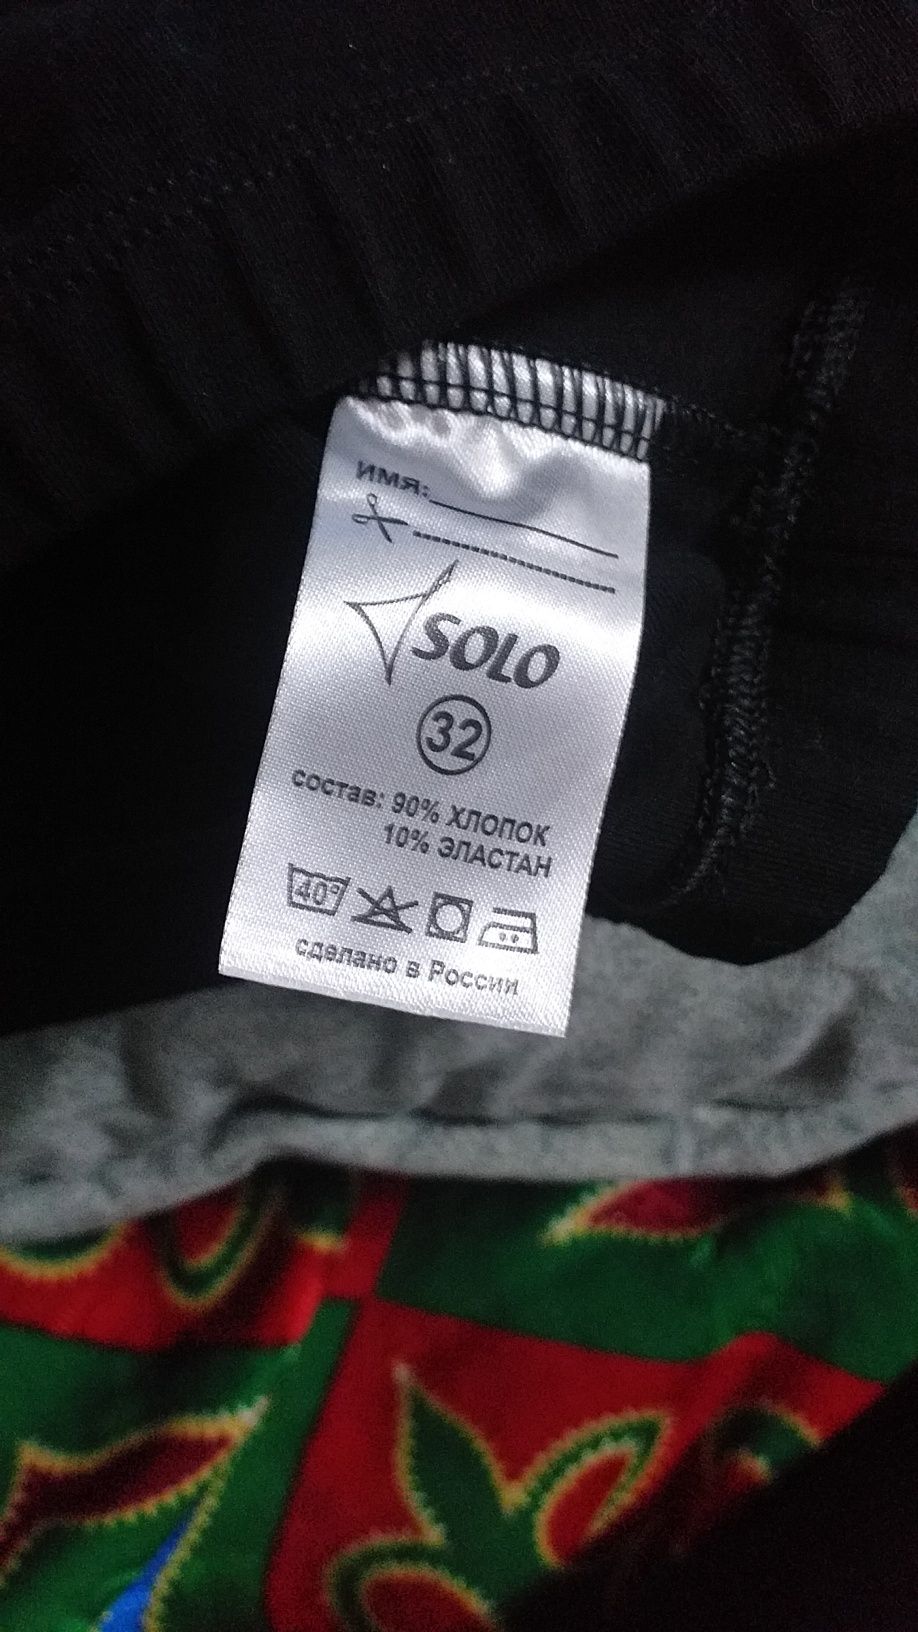 имя:
SOLO
32
состав: 90% ХЛОПОК
10% ЭЛАСТАН
40°
сделано в России